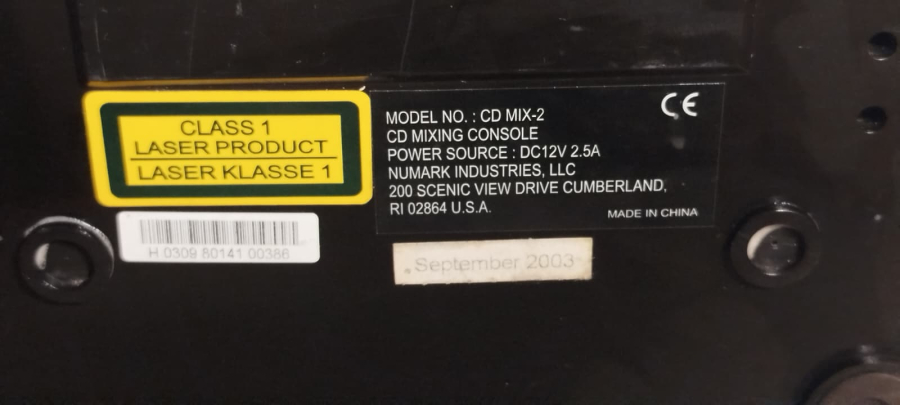 CLASS 1
LASER PRODUCT
LASER KLASSE 1
MODEL NO. : CD MIX-2
CD MIXING CONSOLE
POWER SOURCE : DC12V 2.5A
NUMARK INDUSTRIES, LLC
200 SCENIC VIEW DRIVE CUMBERLAND,
RI 02864 U.S.A.
CE
MADE IN CHINA
H 0309 80141 00386
September 2003